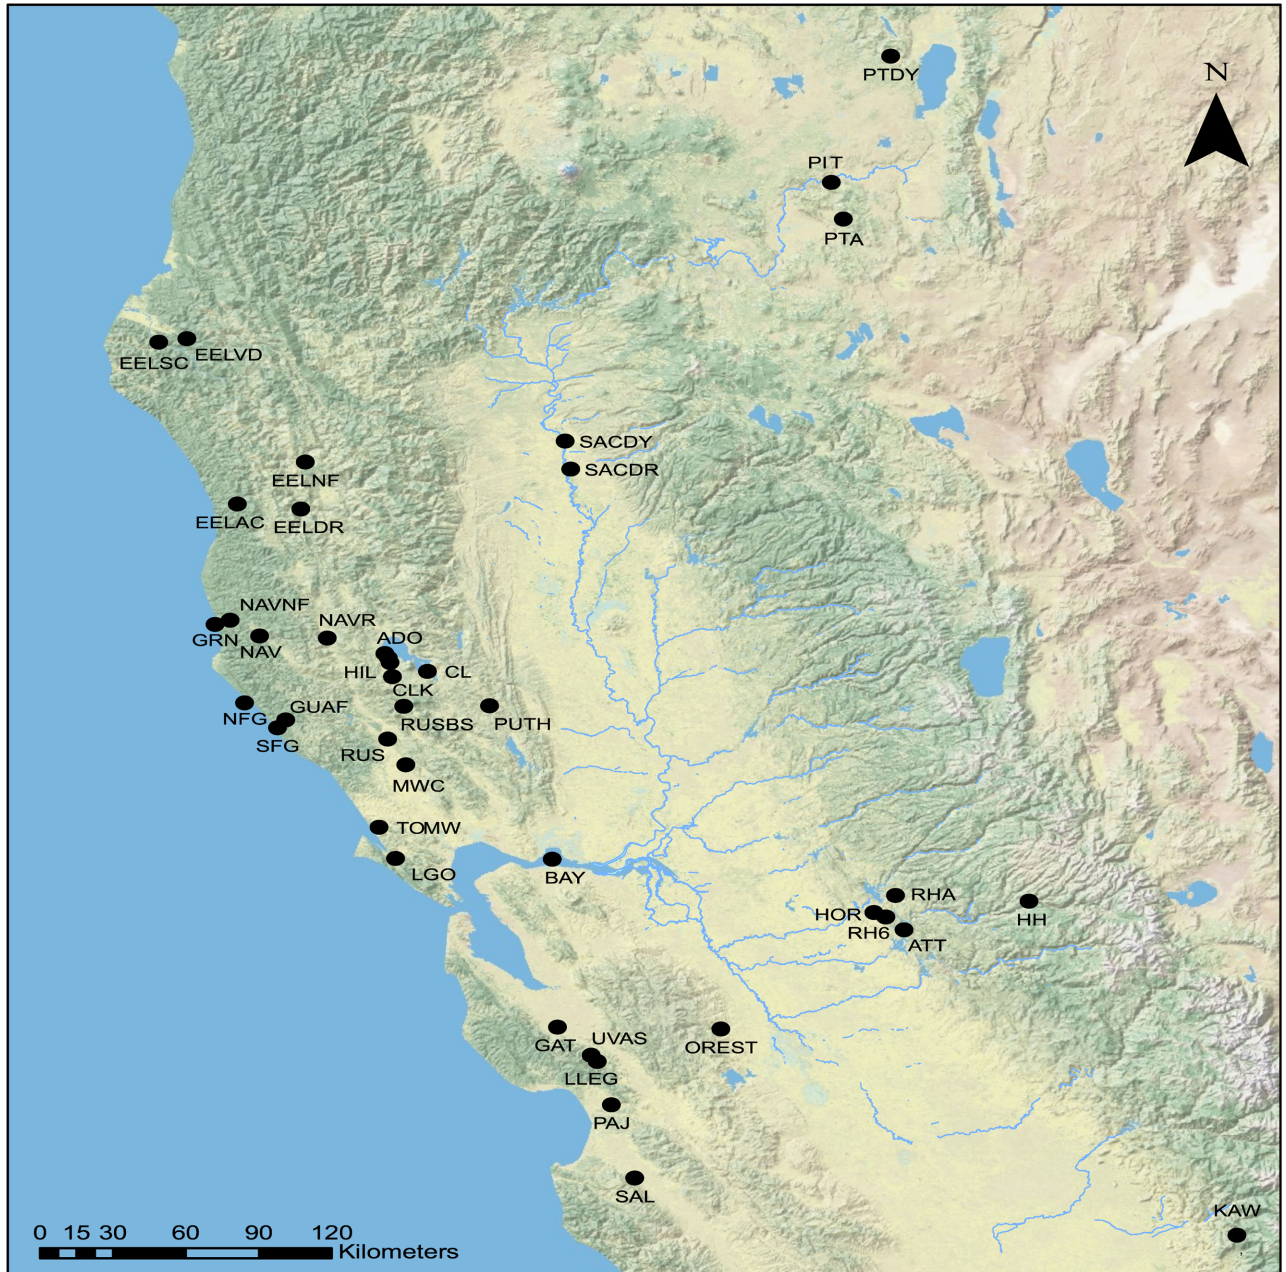 N
PTDY
PIT
PTA
EELSC
EELVD
SACDY
SACDR
EELNF
EELAC
EELDR
NAVNF
GRN
NAV
NAVR
ADO
HIL
CL
CLK
NFG
GUAF
SFG
RUSBS
PUTH
RUS
MWC
TOMW
LGO
BAY
RHA
HOR
RH6
HH
ATT
GAT
UVAS
OREST
LLEG
PAJ
SAL
KAW
0 15 30 60 90 120
Kilometers